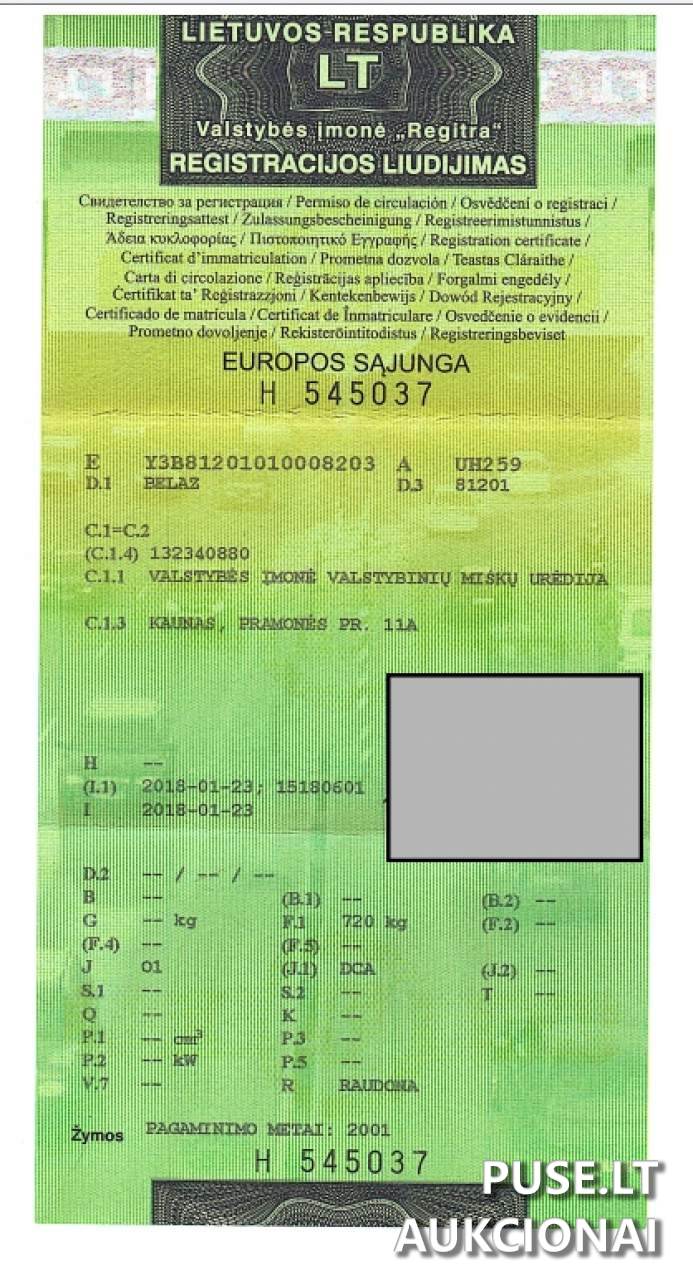 LIETUVOS RESPUBLIKA
LT
Valstybės įmonė „Regitra“
REGISTRACIJOS LIUDIJIMAS
Свидетелство за регистрация / Permiso de circulación / Osvědčení o registraci /
Registreringsattest / Zulassungsbescheinigung / Registreerimistunnistus /
Άδεια κυκλοφορίας / Πιστοποιητικό Εγγραφής / Registration certificate /
Certificat d’immatriculation / Prometna dozvola / Teastas Cláraithe /
Carta di circolazione / Reģistrācijas apliecība / Forgalmi engedély /
Ċertifikat ta’ Reġistrazzjoni / Kentekenbewijs / Dowód Rejestracyjny /
Certificado de matrícula / Certificat de Înmatriculare / Osvedčenie o evidencii /
Prometno dovoljenje / Rekisteröintitodistus / Registreringsbeviset
EUROPOS SĄJUNGA
H 545037
E Y3B81201010008203 A UH259
D.1 BELAZ D.3 81201
C.1=C.2
(C.1.4) 132340880
C.1.1 VALSTYBĖS ĮMONĖ VALSTYBINIŲ MIŠKŲ URĖDIJA
C.1.3 KAUNAS, PRAMONĖS PR. 11A
H --
(I.1) 2018-01-23; 15180601
I 2018-01-23
D.2 -- / -- / --
B -- (B.1) -- (B.2) --
G -- kg F.1 720 kg (F.2) --
(F.4) -- (F.5) --
J O1 (J.1) DCA (J.2) --
S.1 -- S.2 -- T --
Q -- K --
P.1 -- cm³ P.3 --
P.2 -- kW P.5 --
V.7 -- R RAUDONA
Žymos PAGAMINIMO METAI: 2001
H 545037
PUSE.LT
AUKCIONAI